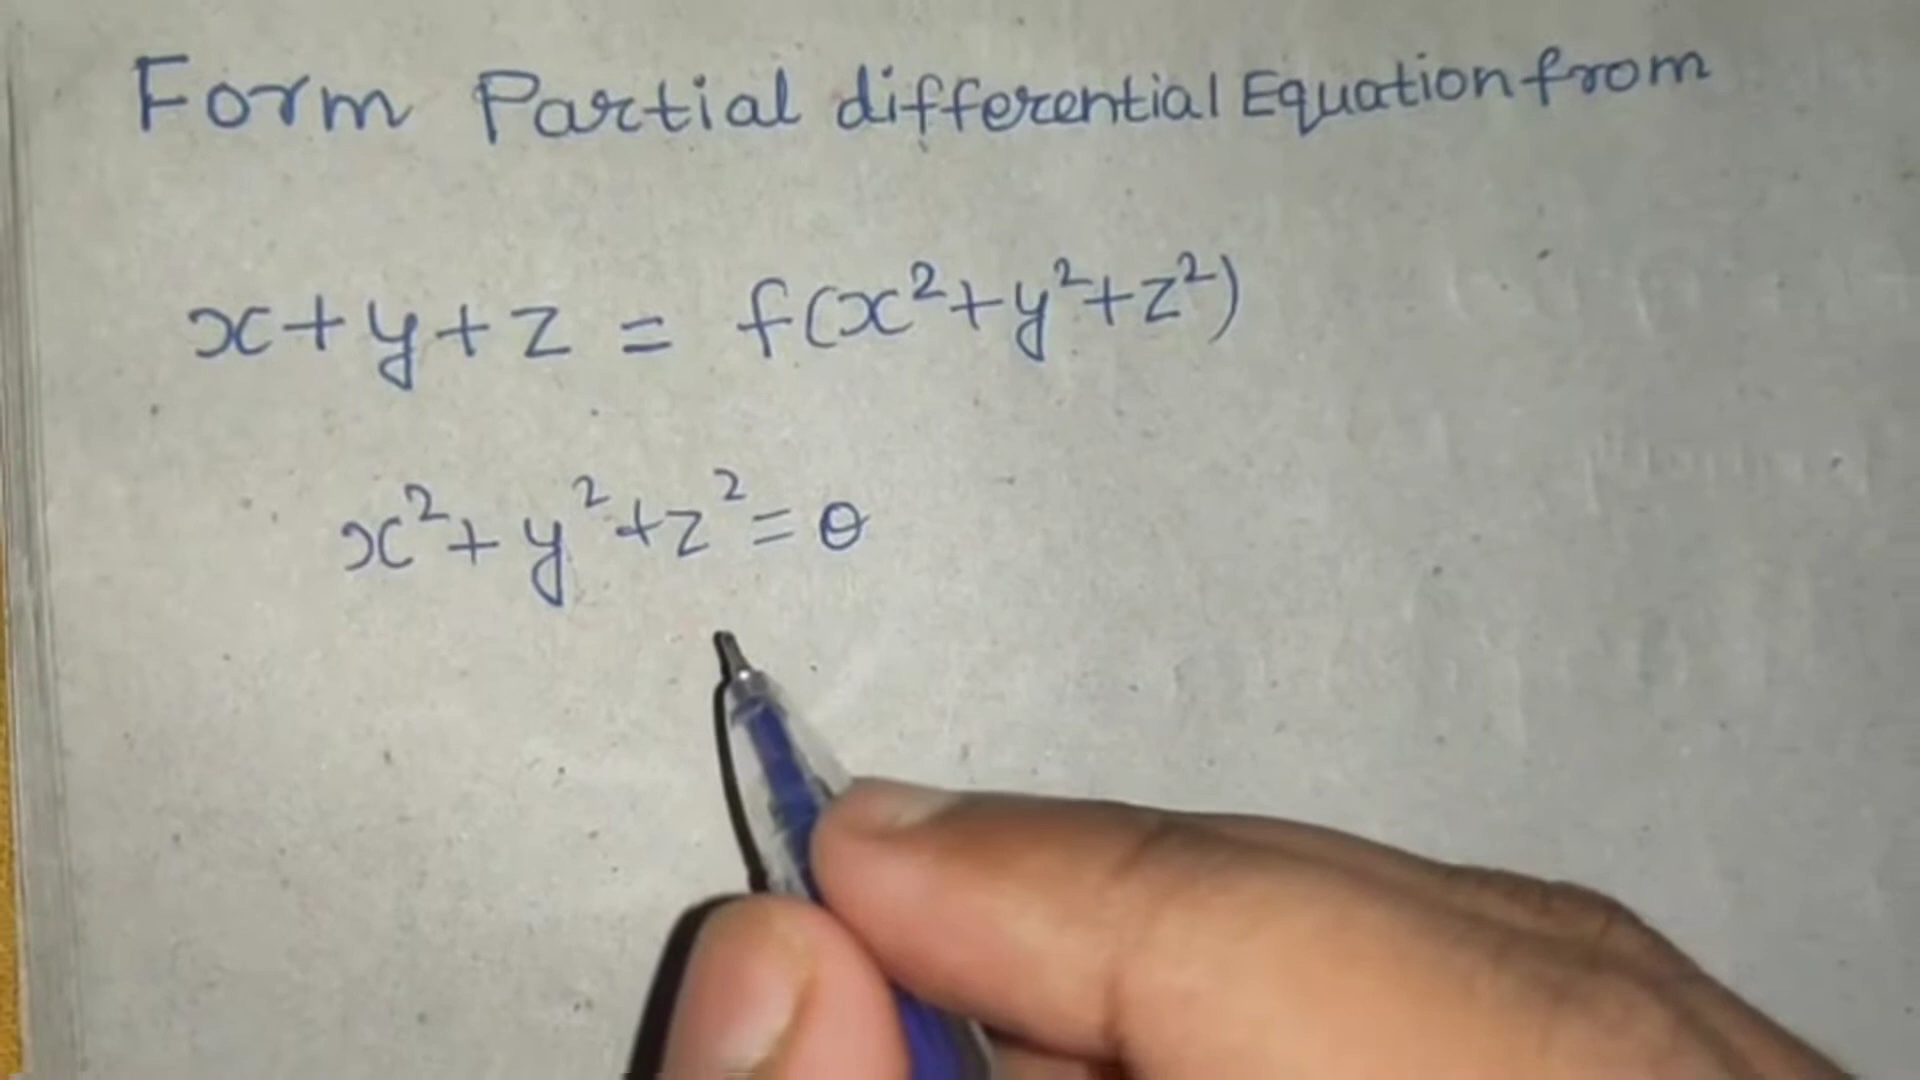 Form Partial differential Equation from
x+y+z = f(x²+y²+z²)
x²+y²+z²=θ